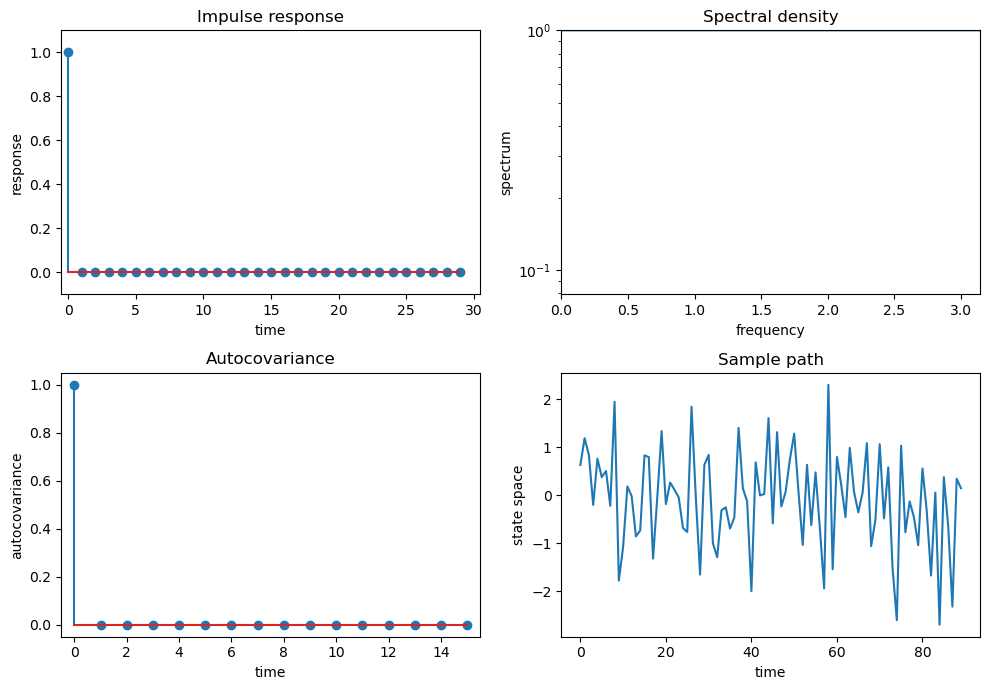 Impulse response
response
1.0
0.8
0.6
0.4
0.2
0.0
0 5 10 15 20 25 30
time
Spectral density
spectrum
10^0
10^-1
0.0 0.5 1.0 1.5 2.0 2.5 3.0
frequency
Autocovariance
autocovariance
1.0
0.8
0.6
0.4
0.2
0.0
0 2 4 6 8 10 12 14
time
Sample path
state space
2
1
0
−1
−2
0 20 40 60 80
time